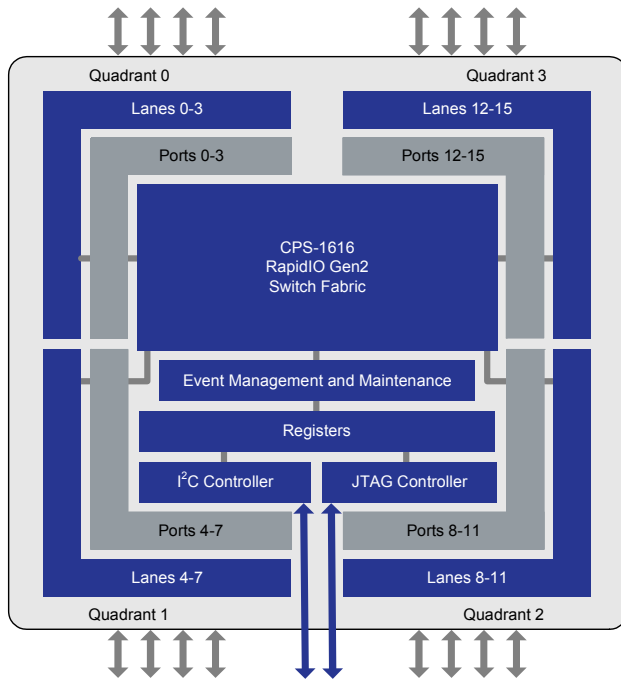 Quadrant 0
Quadrant 3
Lanes 0-3
Lanes 12-15
Ports 0-3
Ports 12-15
CPS-1616
RapidIO Gen2
Switch Fabric
Event Management and Maintenance
Registers
I²C Controller
JTAG Controller
Ports 4-7
Ports 8-11
Lanes 4-7
Lanes 8-11
Quadrant 1
Quadrant 2